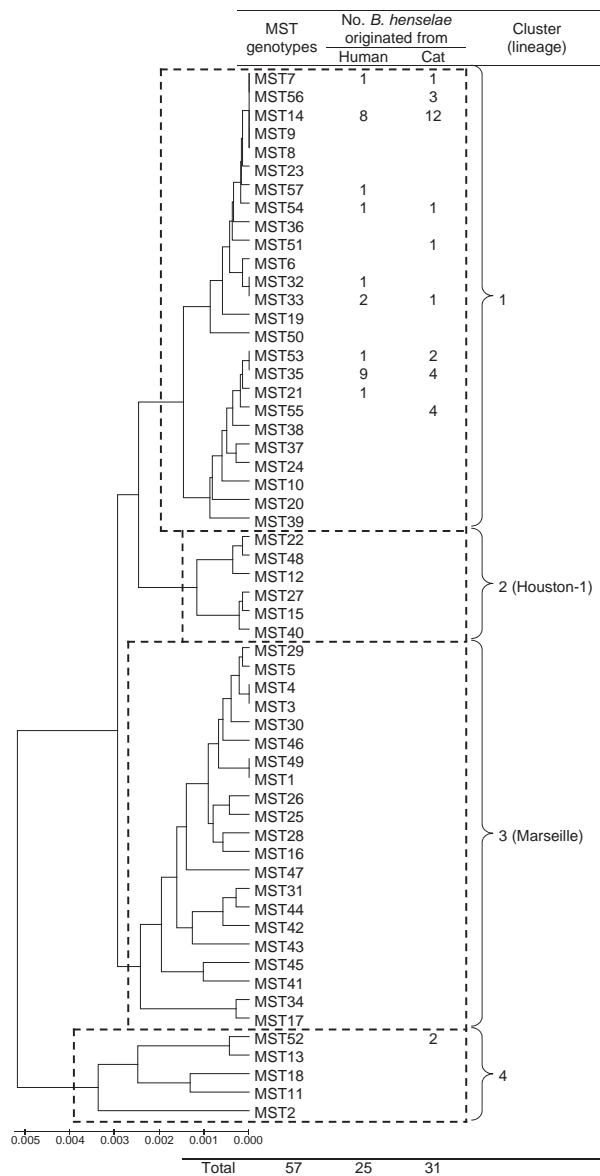 MST genotypes No. B. henselae originated from Cluster (lineage)
Human Cat
MST7 1 1
MST56 3
MST14 8 12
MST9
MST8
MST23
MST57 1
MST54 1 1
MST36
MST51 1
MST6
MST32 1
MST33 2 1
1
MST19
MST50
MST53 1 2
MST35 9 4
MST21 1
MST55 4
MST38
MST37
MST24
MST10
MST20
MST39
MST22
MST48
MST12
2 (Houston-1)
MST27
MST15
MST40
MST29
MST5
MST4
MST3
MST30
MST46
MST49
MST1
MST26
MST25
MST28
3 (Marseille)
MST16
MST47
MST31
MST44
MST42
MST43
MST45
MST41
MST34
MST17
MST52 2
MST13
MST18
4
MST11
MST2
0.005 0.004 0.003 0.002 0.001 0.000
Total 57 25 31